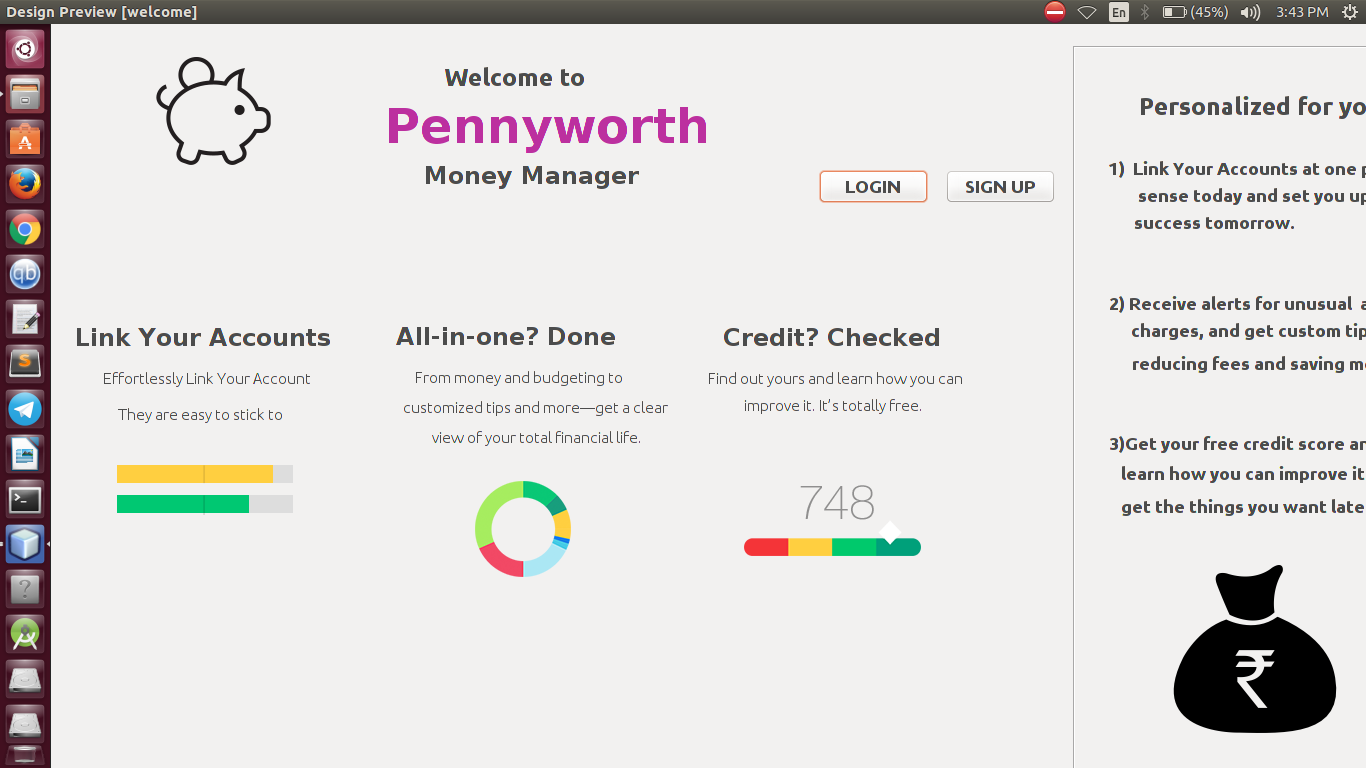 Design Preview [welcome]
En
(45%)
3:43 PM
Welcome to
Pennyworth
Money Manager
LOGIN
SIGN UP
Link Your Accounts
Effortlessly Link Your Account
They are easy to stick to
All-in-one? Done
From money and budgeting to
customized tips and more—get a clear
view of your total financial life.
Credit? Checked
Find out yours and learn how you can
improve it. It’s totally free.
748
Personalized for
1) Link Your Accounts at one
sense today and set you up
success tomorrow.
2) Receive alerts for unusual
charges, and get custom
reducing fees and saving
3)Get your free credit score
learn how you can improve it
get the things you want
₹
qb
S
A